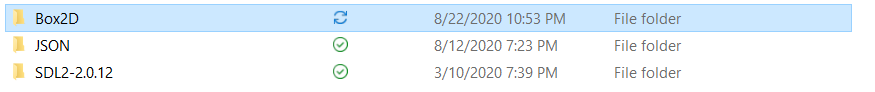 Box2D 8/22/2020 10:53 PM File folder
JSON 8/12/2020 7:23 PM File folder
SDL2-2.0.12 3/10/2020 7:39 PM File folder